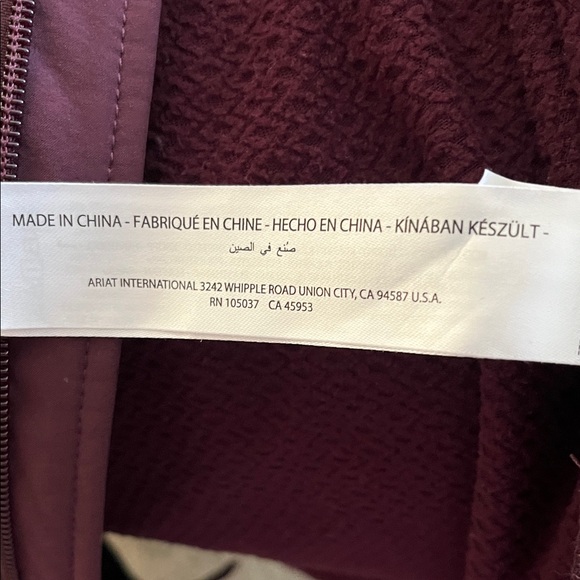 MADE IN CHINA - FABRIQUÉ EN CHINE - HECHO EN CHINA - KÍNÁBAN KÉSZÜLT -
صُنع في الصين
ARIAT INTERNATIONAL 3242 WHIPPLE ROAD UNION CITY, CA 94587 U.S.A.
RN 105037 CA 45953